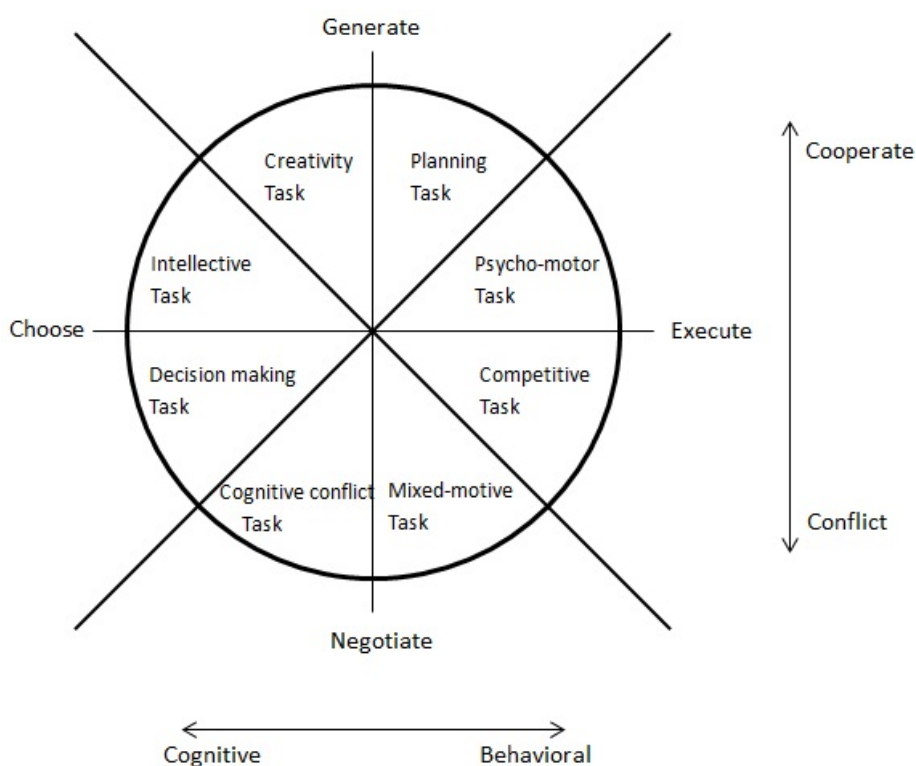 Generate
Cooperate
Creativity
Task
Planning
Task
Intellective
Task
Psycho-motor
Task
Choose
Execute
Decision making
Task
Competitive
Task
Cognitive conflict
Task
Mixed-motive
Task
Conflict
Negotiate
Cognitive
Behavioral